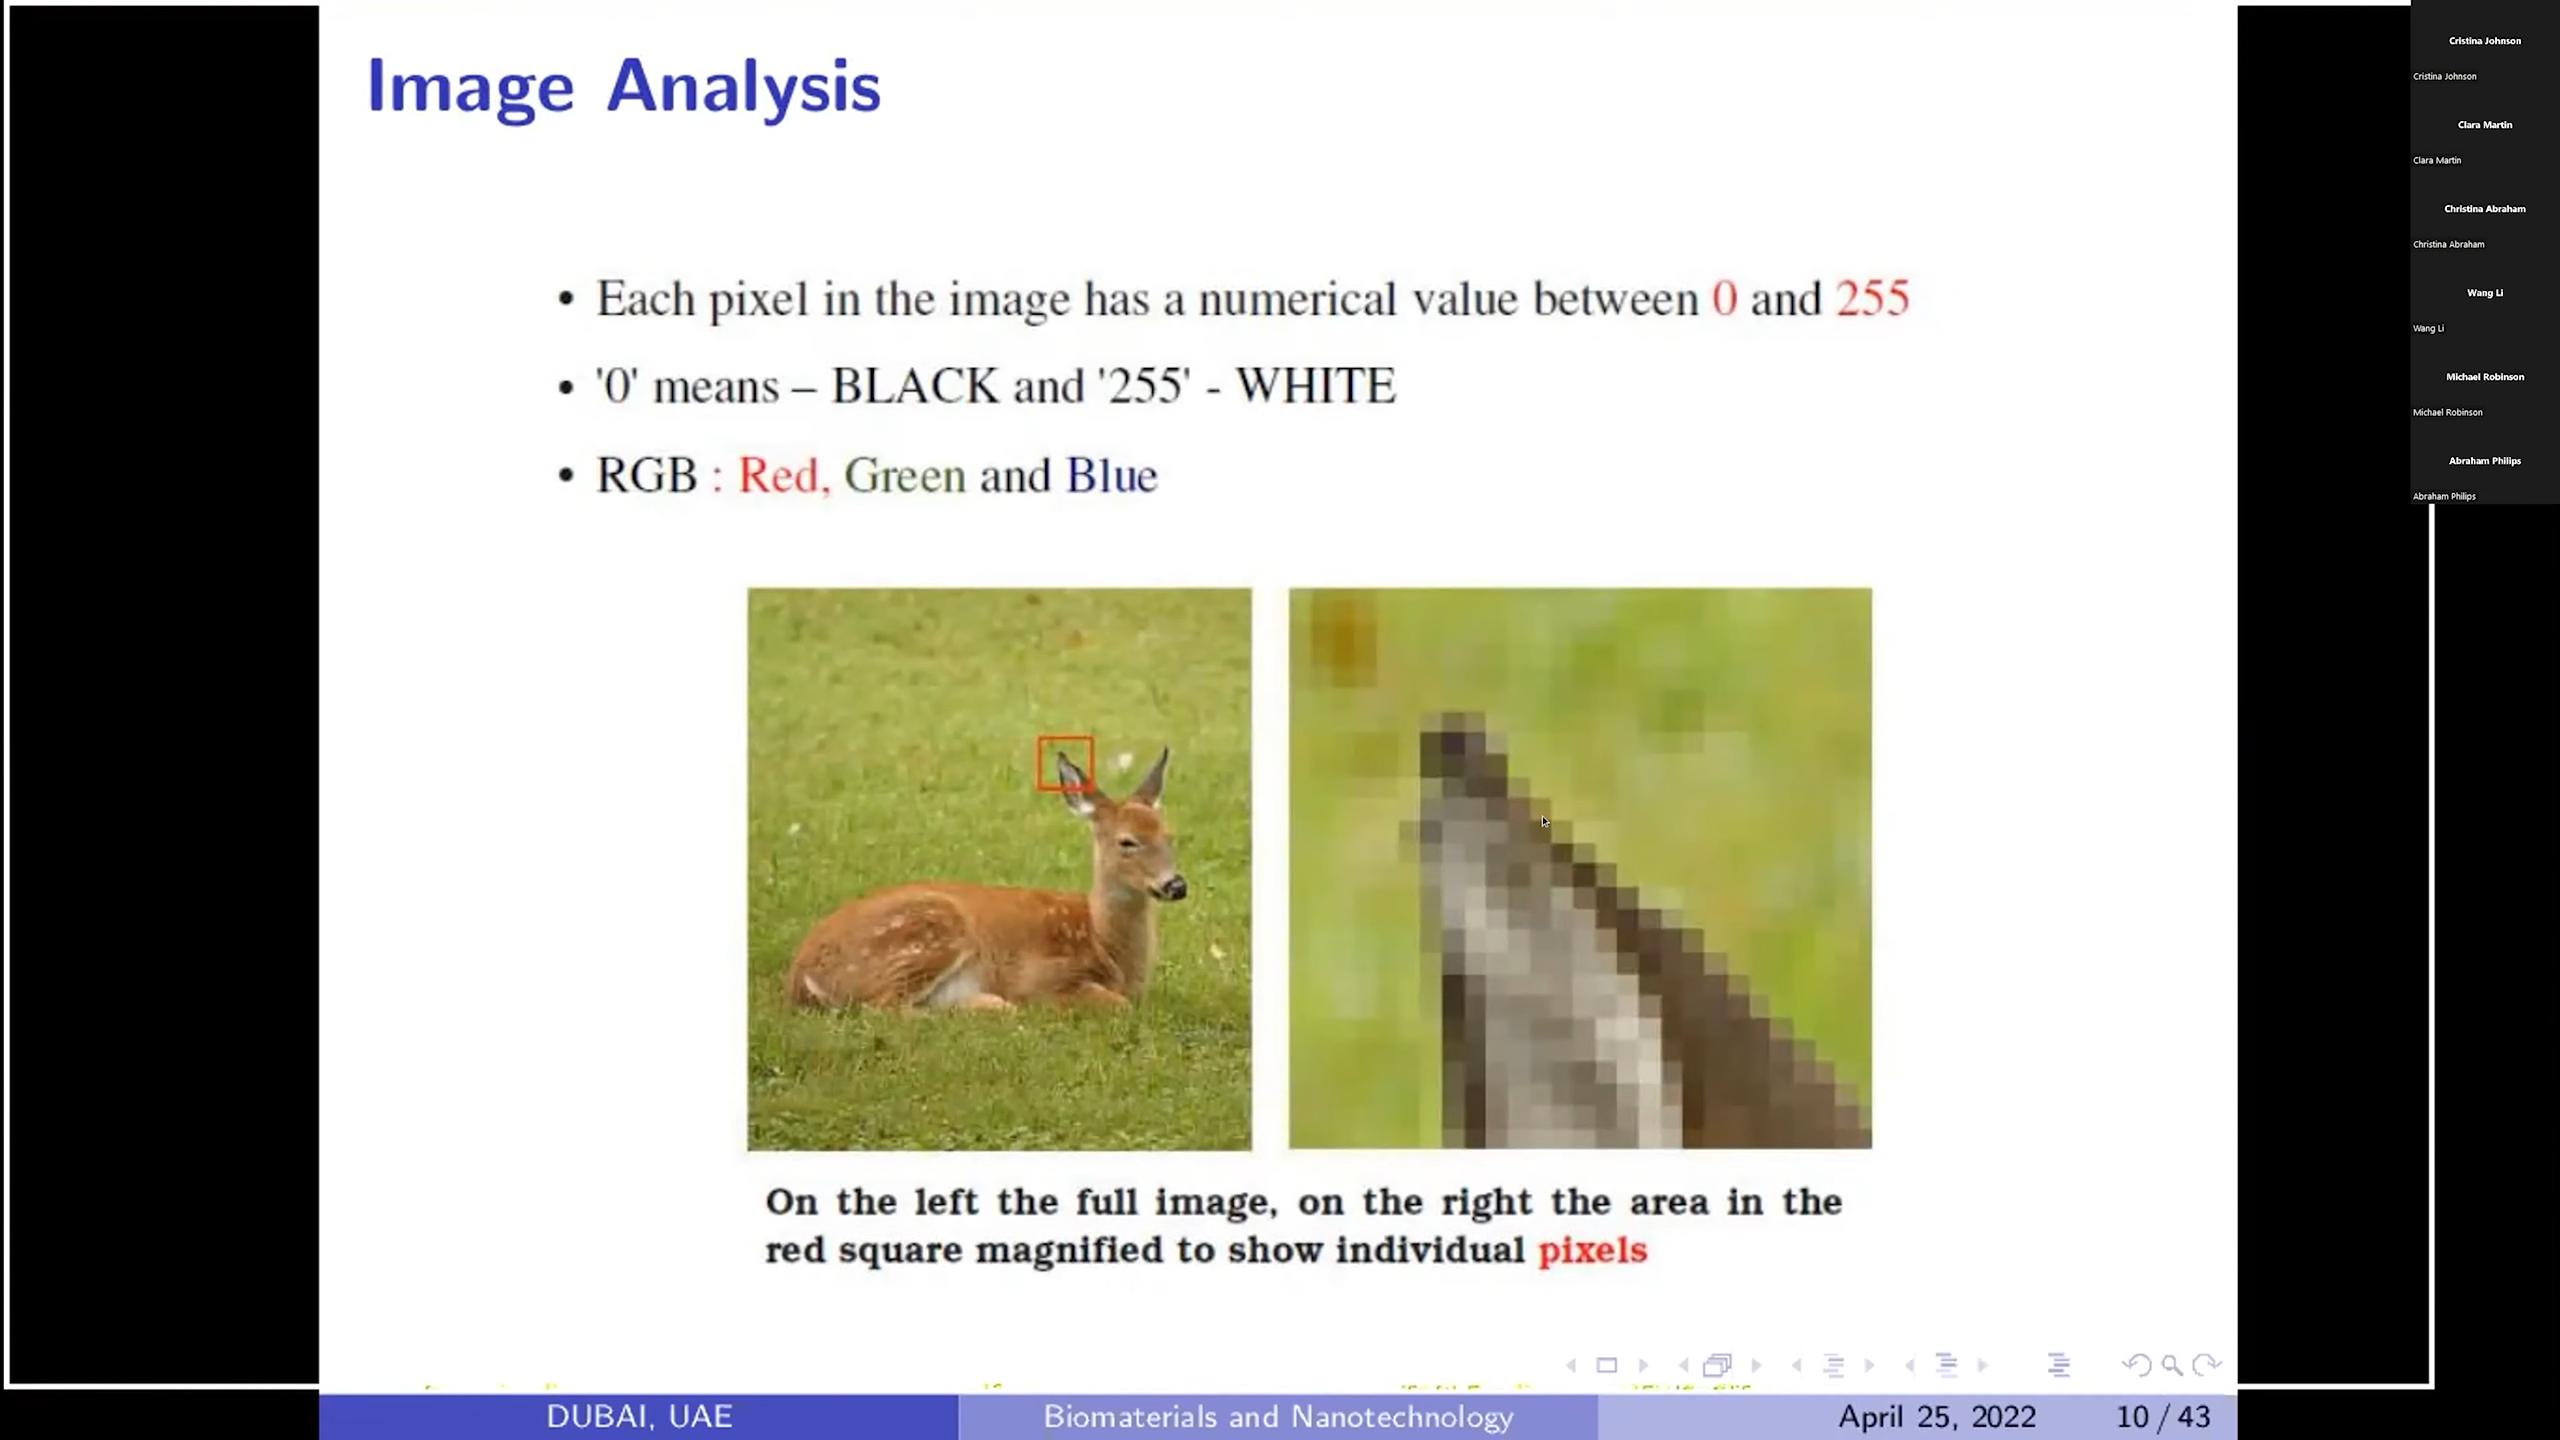 Image Analysis
• Each pixel in the image has a numerical value between 0 and 255
• '0' means – BLACK and '255' - WHITE
• RGB : Red, Green and Blue
On the left the full image, on the right the area in the
red square magnified to show individual pixels
DUBAI, UAE
Biomaterials and Nanotechnology
April 25, 2022
10 / 43
Cristina Johnson
Cristina Johnson
Clara Martin
Clara Martin
Christina Abraham
Christina Abraham
Wang Li
Wang Li
Michael Robinson
Michael Robinson
Abraham Philips
Abraham Philips